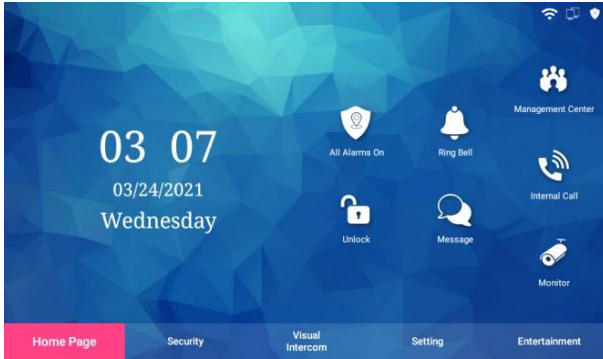 03 07
03/24/2021
Wednesday
All Alarms On
Ring Bell
Management Center
Internal Call
Unlock
Message
Monitor
Home Page
Security
Visual
Intercom
Setting
Entertainment